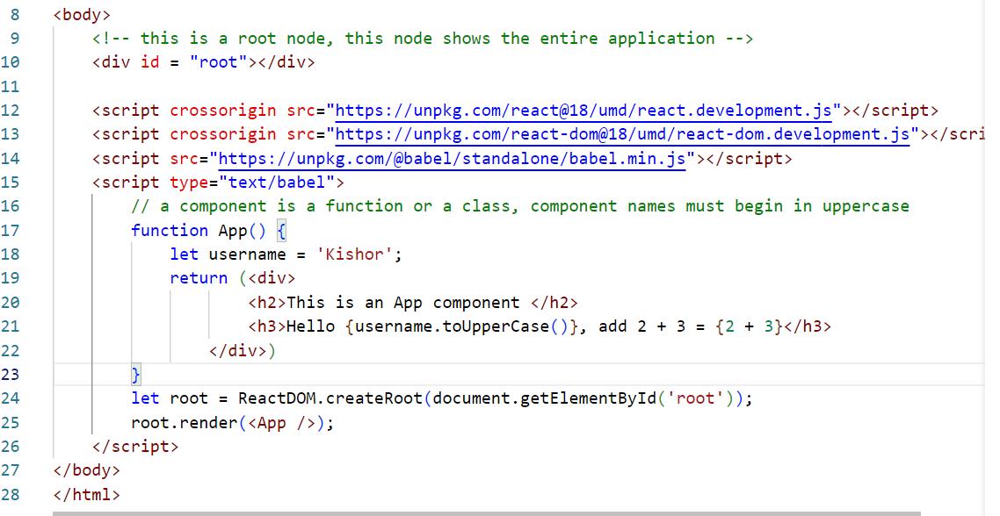 8 <body>
9 <!-- this is a root node, this node shows the entire application -->
10 <div id = "root"></div>
11
12 <script crossorigin src="https://unpkg.com/react@18/umd/react.development.js"></script>
13 <script crossorigin src="https://unpkg.com/react-dom@18/umd/react-dom.development.js"></scri
14 <script src="https://unpkg.com/@babel/standalone/babel.min.js"></script>
15 <script type="text/babel">
16 // a component is a function or a class, component names must begin in uppercase
17 function App() {
18 let username = 'Kishor';
19 return (<div>
20 <h2>This is an App component </h2>
21 <h3>Hello {username.toUpperCase()}, add 2 + 3 = {2 + 3}</h3>
22 </div>)
23 }
24 let root = ReactDOM.createRoot(document.getElementById('root'));
25 root.render(<App />);
26 </script>
27 </body>
28 </html>